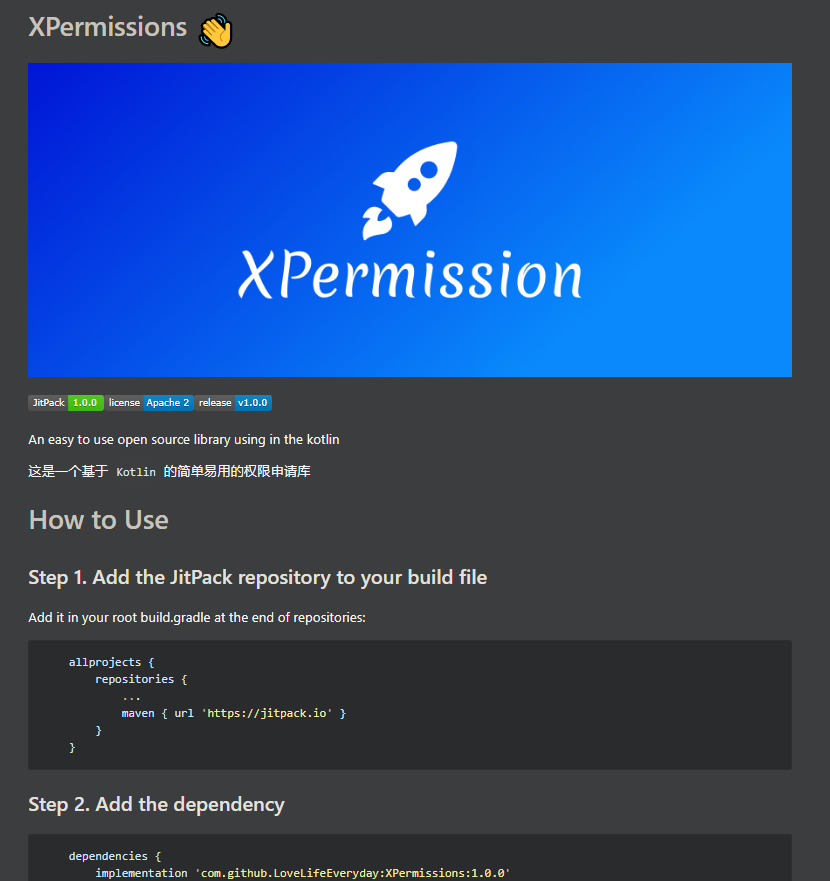 XPermissions 👋
XPermission
JitPack 1.0.0 license Apache 2 release v1.0.0
An easy to use open source library using in the kotlin
这是一个基于 Kotlin 的简单易用的权限申请库
How to Use
Step 1. Add the JitPack repository to your build file
Add it in your root build.gradle at the end of repositories:
allprojects {
repositories {
...
maven { url 'https://jitpack.io' }
}
}
Step 2. Add the dependency
dependencies {
implementation 'com.github.LoveLifeEveryday:XPermissions:1.0.0'